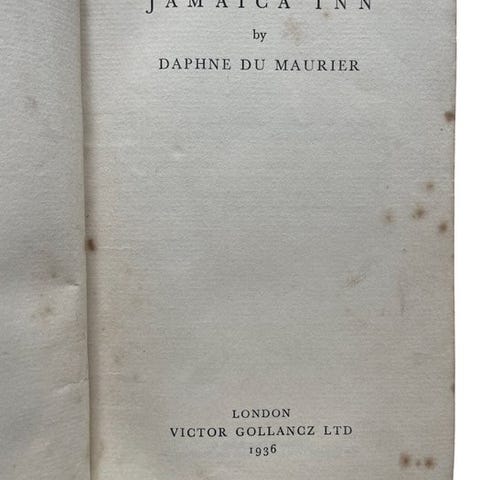 JAMAICA INN
by
DAPHNE DU MAURIER
LONDON
VICTOR GOLLANCZ LTD
1936